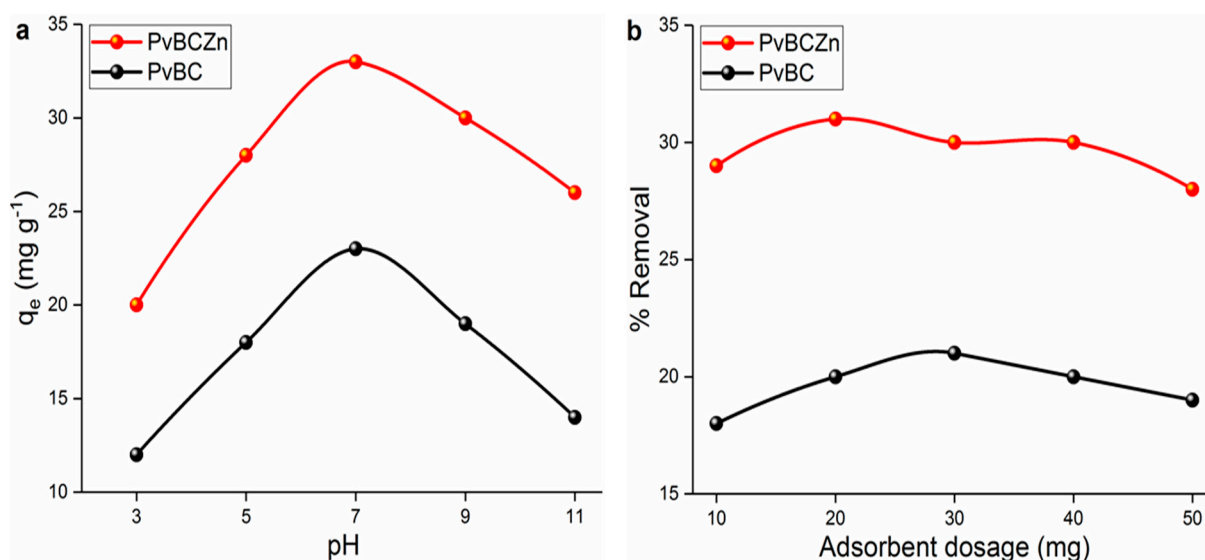 a
PvBCZn
PvBC
35
30
25
20
15
10
qₑ (mg g⁻¹)
3 5 7 9 11
pH
b
PvBCZn
PvBC
35
30
25
20
15
% Removal
10 20 30 40 50
Adsorbent dosage (mg)